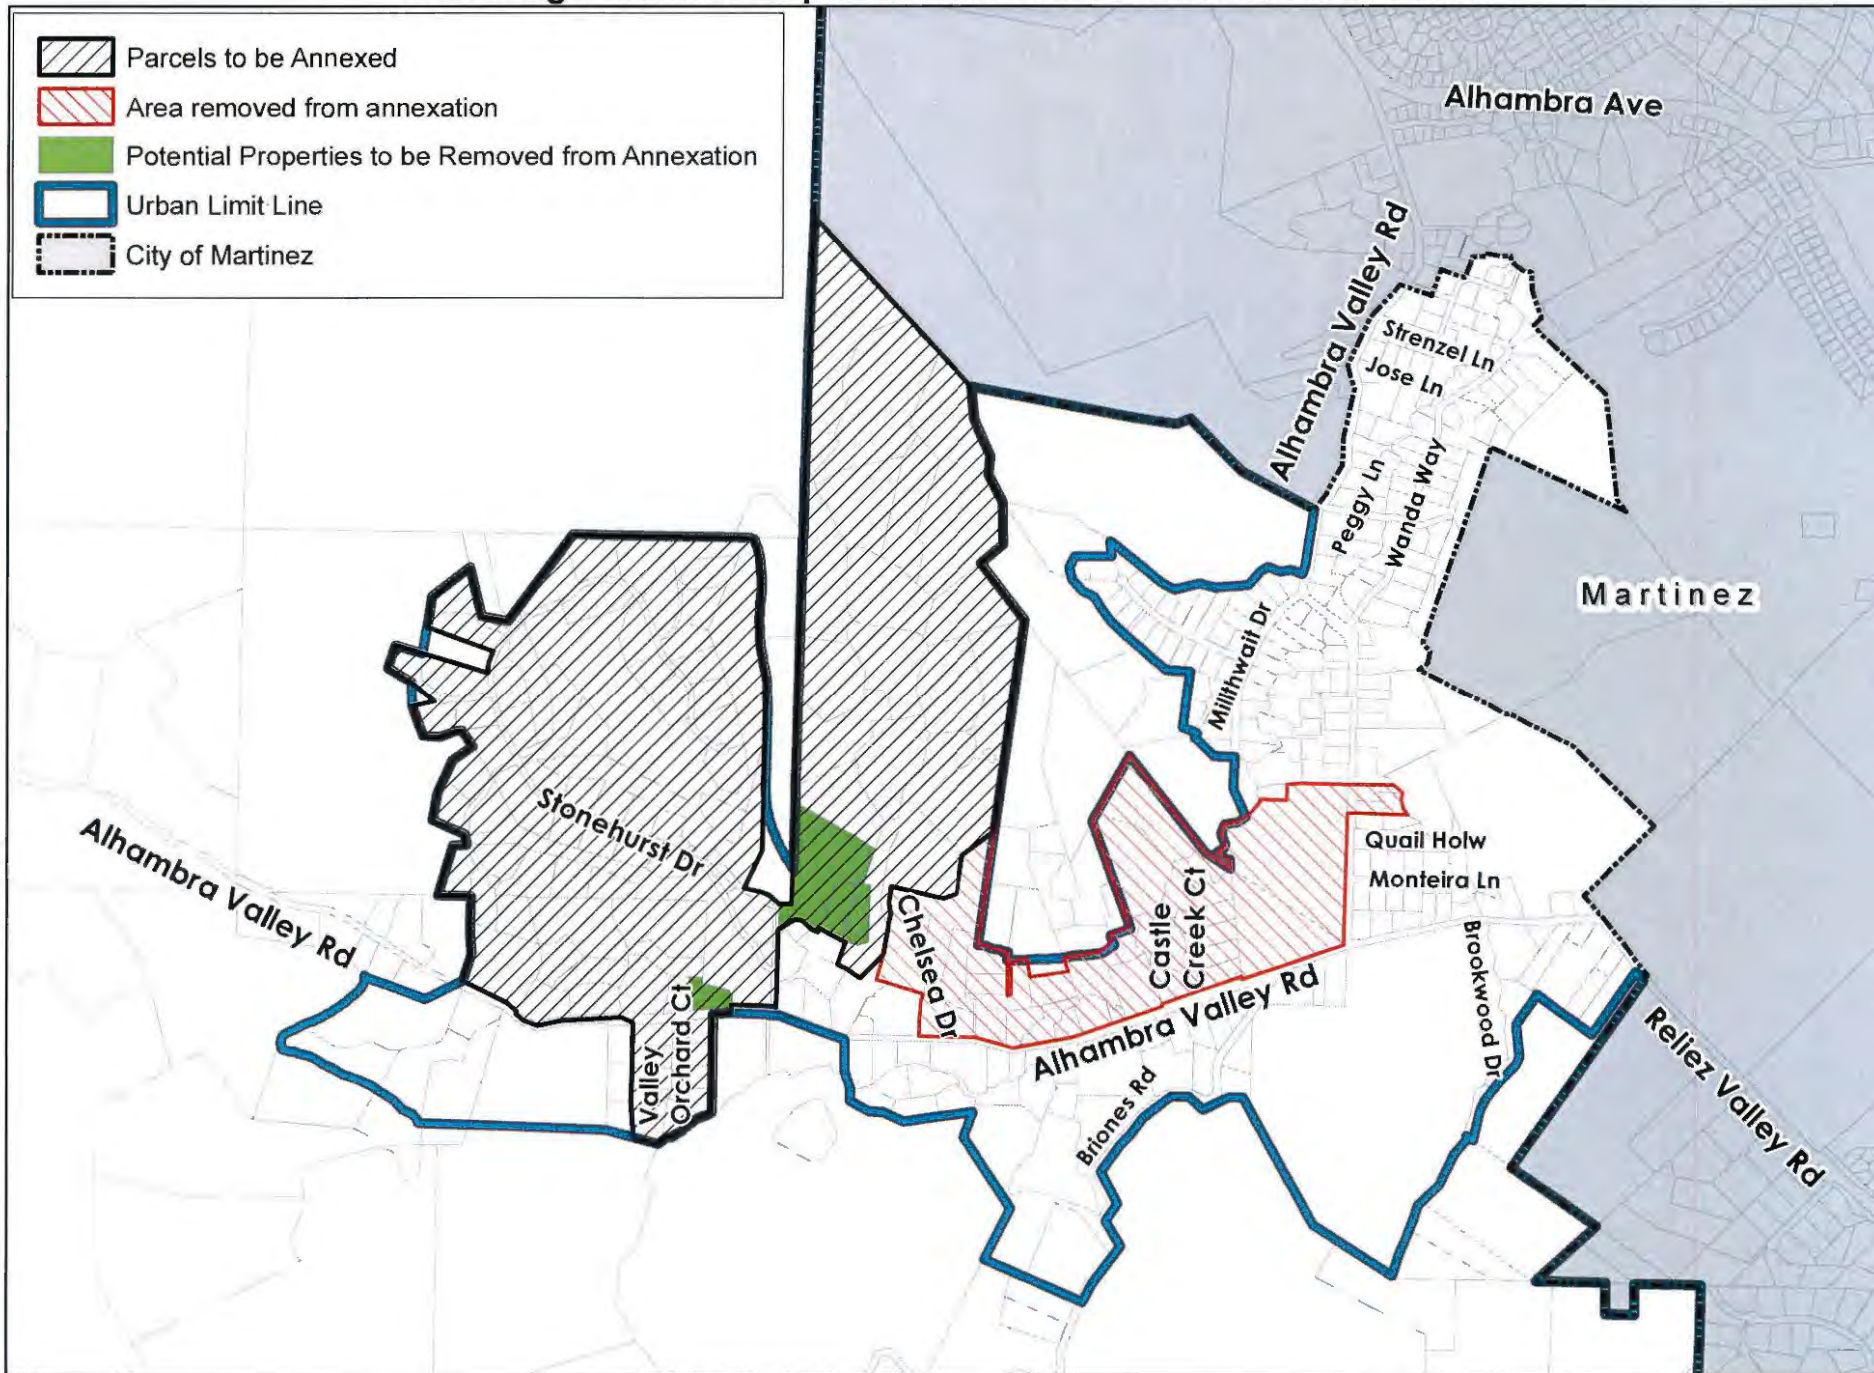 Parcels to be Annexed
Area removed from annexation
Potential Properties to be Removed from Annexation
Urban Limit Line
City of Martinez
Alhambra Ave
Alhambra Valley Rd
Strenzel Ln
Jose Ln
Peggy Ln
Wanda Way
Martinez
Millthwait Dr
Stonehurst Dr
Alhambra Valley Rd
Quail Holw
Monteira Ln
Castle
Creek Ct
Chelsea Dr
Brookwood Dr
Valley
Orchard Ct
Alhambra Valley Rd
Briones Rd
Reliez Valley Rd